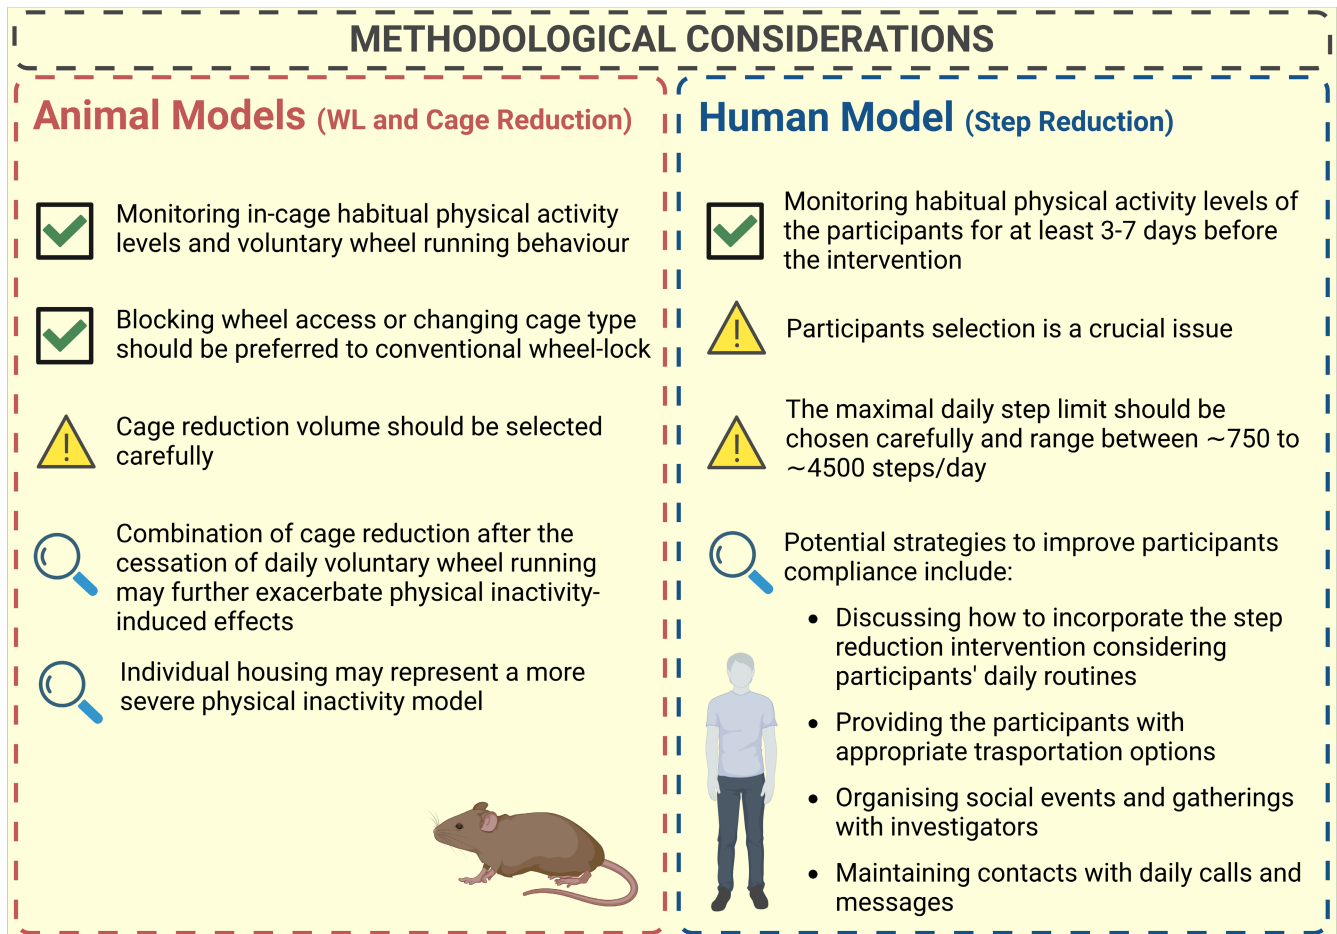 METHODOLOGICAL CONSIDERATIONS
Animal Models (WL and Cage Reduction)
Monitoring in-cage habitual physical activity
levels and voluntary wheel running behaviour
Blocking wheel access or changing cage type
should be preferred to conventional wheel-lock
Cage reduction volume should be selected
carefully
Combination of cage reduction after the
cessation of daily voluntary wheel running
may further exacerbate physical inactivity-
induced effects
Individual housing may represent a more
severe physical inactivity model
Human Model (Step Reduction)
Monitoring habitual physical activity levels of
the participants for at least 3-7 days before
the intervention
Participants selection is a crucial issue
The maximal daily step limit should be
chosen carefully and range between ~750 to
~4500 steps/day
Potential strategies to improve participants
compliance include:
• Discussing how to incorporate the step
reduction intervention considering
participants' daily routines
• Providing the participants with
appropriate trasportation options
• Organising social events and gatherings
with investigators
• Maintaining contacts with daily calls and
messages